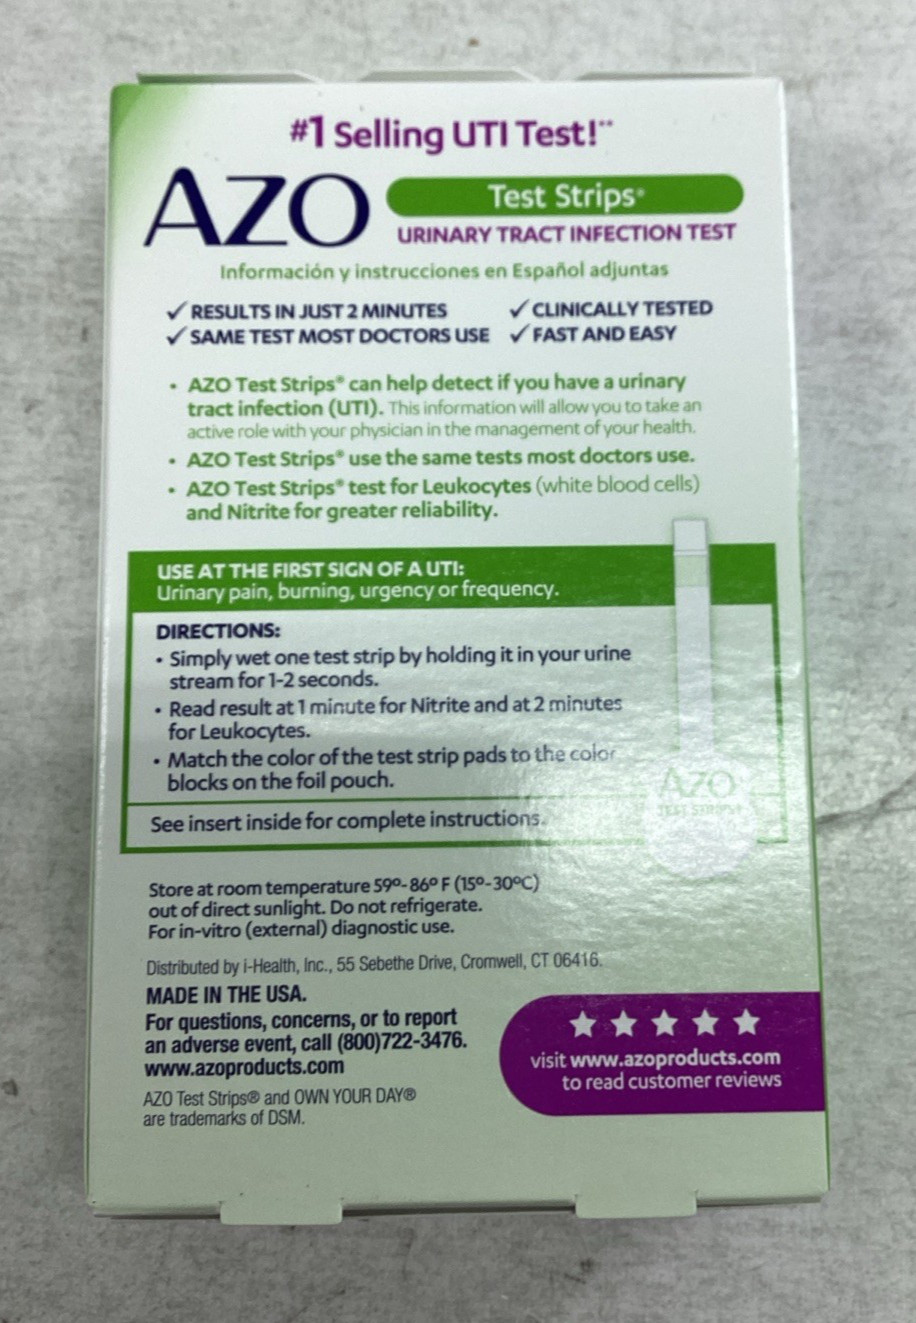 #1 Selling UTI Test!**
AZO
Test Strips®
URINARY TRACT INFECTION TEST
Información y instrucciones en Español adjuntas
✓ RESULTS IN JUST 2 MINUTES ✓ CLINICALLY TESTED
✓ SAME TEST MOST DOCTORS USE ✓ FAST AND EASY
• AZO Test Strips® can help detect if you have a urinary
tract infection (UTI). This information will allow you to take an
active role with your physician in the management of your health.
• AZO Test Strips® use the same tests most doctors use.
• AZO Test Strips® test for Leukocytes (white blood cells)
and Nitrite for greater reliability.
USE AT THE FIRST SIGN OF A UTI:
Urinary pain, burning, urgency or frequency.
DIRECTIONS:
• Simply wet one test strip by holding it in your urine
stream for 1-2 seconds.
• Read result at 1 minute for Nitrite and at 2 minutes
for Leukocytes.
• Match the color of the test strip pads to the color
blocks on the foil pouch.
See insert inside for complete instructions.
AZO
TEST STRIPS®
Store at room temperature 59º-86º F (15º-30ºC)
out of direct sunlight. Do not refrigerate.
For in-vitro (external) diagnostic use.
Distributed by i-Health, Inc., 55 Sebethe Drive, Cromwell, CT 06416.
MADE IN THE USA.
For questions, concerns, or to report
an adverse event, call (800)722-3476.
www.azoproducts.com
AZO Test Strips® and OWN YOUR DAY®
are trademarks of DSM.
visit www.azoproducts.com
to read customer reviews